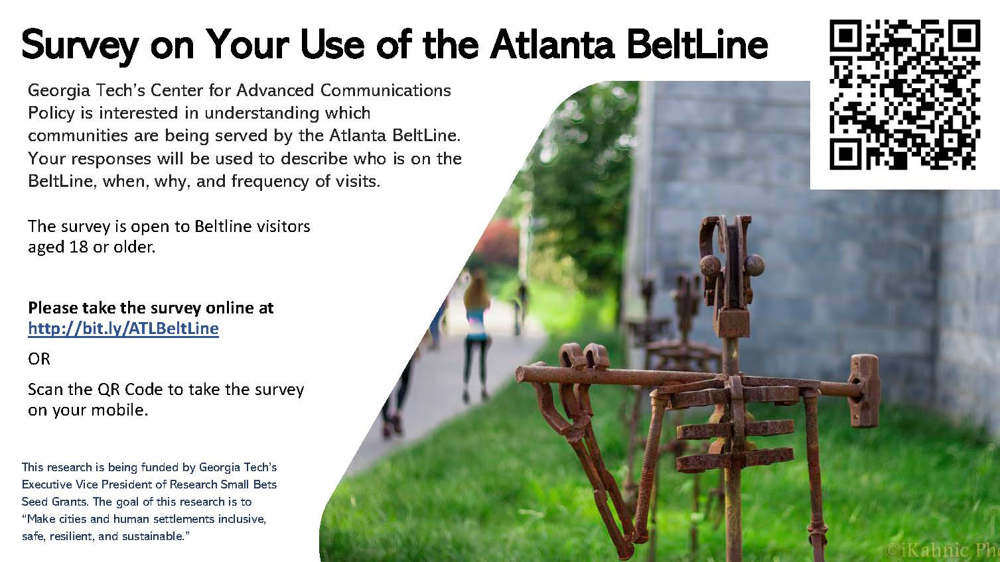 Survey on Your Use of the Atlanta BeltLine
Georgia Tech’s Center for Advanced Communications
Policy is interested in understanding which
communities are being served by the Atlanta BeltLine.
Your responses will be used to describe who is on the
BeltLine, when, why, and frequency of visits.
The survey is open to Beltline visitors
aged 18 or older.
Please take the survey online at
http://bit.ly/ATLBeltLine
OR
Scan the QR Code to take the survey
on your mobile.
This research is being funded by Georgia Tech’s
Executive Vice President of Research Small Bets
Seed Grants. The goal of this research is to
“Make cities and human settlements inclusive,
safe, resilient, and sustainable.”
©iKahnic Pho